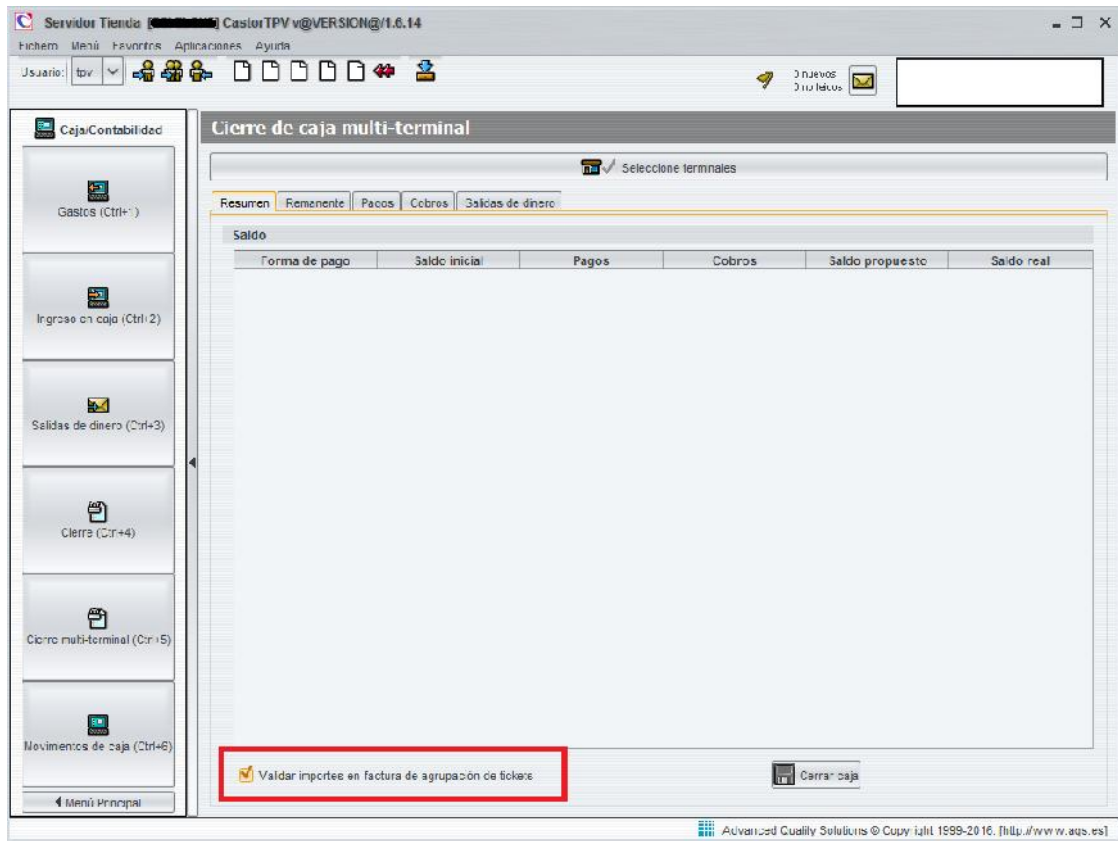 Servidor Tienda [ ] CastorTPV v@VERSION@/1.6.14
Fichero Menú Favoritos Aplicaciones Ayuda
Usuario: tpv
0 nuevos
0 no leidos
Caja/Contabilidad
Cierre de caja multi-terminal
Seleccione terminales
Gastos (Ctrl+1)
Resumen Remanente Pagos Cobros Salidas de dinero
Saldo
Forma de pago Saldo inicial Pagos Cobros Saldo propuesto Saldo real
Ingreso en caja (Ctrl+2)
Salidas de dinero (Ctrl+3)
Cierre (Ctrl+4)
Cierre multi-terminal (Ctrl+5)
Movimentos de caja (Ctrl+6)
Validar importes en factura de agrupación de tickets
Cerrar caja
Menú Principal
Advanced Quality Solutions © Copyright 1999-2016. [http://www.aqs.es]